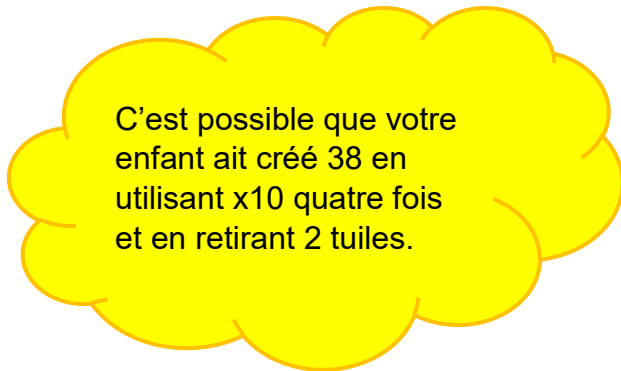 C’est possible que votre
enfant ait créé 38 en
utilisant x10 quatre fois
et en retirant 2 tuiles.